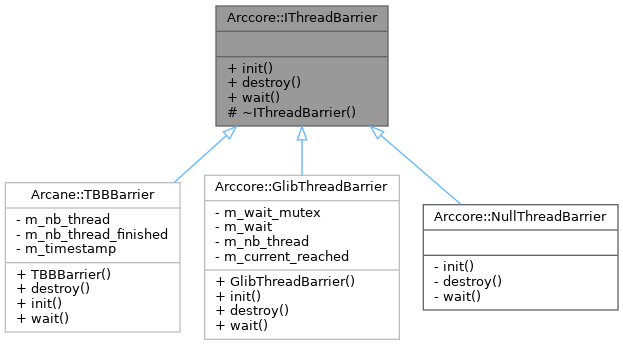 Arccore::IThreadBarrier
+ init()
+ destroy()
+ wait()
# ~IThreadBarrier()
Arcane::TBBBarrier
- m_nb_thread
- m_nb_thread_finished
- m_timestamp
+ TBBBarrier()
+ destroy()
+ init()
+ wait()
Arccore::GlibThreadBarrier
- m_wait_mutex
- m_wait
- m_nb_thread
- m_current_reached
+ GlibThreadBarrier()
+ init()
+ destroy()
+ wait()
Arccore::NullThreadBarrier
- init()
- destroy()
- wait()